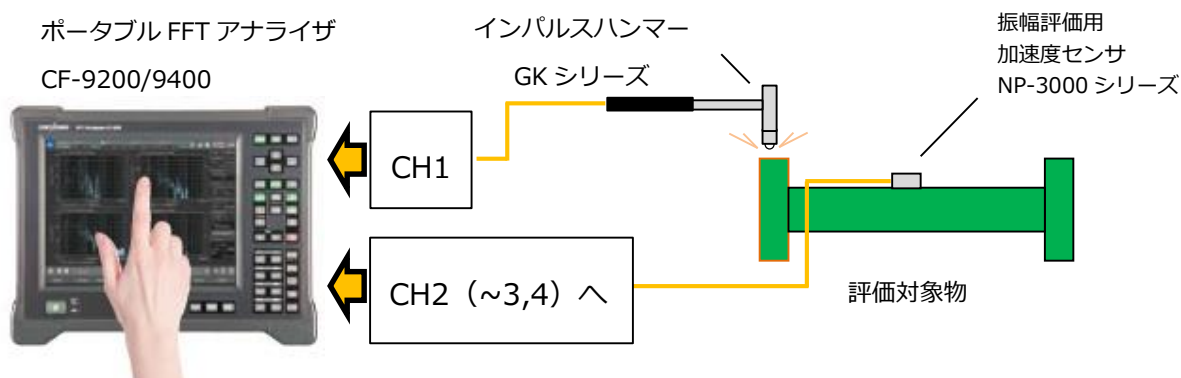 ポータブル FFT アナライザ
CF-9200/9400
インパルスハンマー
GK シリーズ
振幅評価用
加速度センサ
NP-3000 シリーズ
CH1
CH2（~3,4）へ
評価対象物